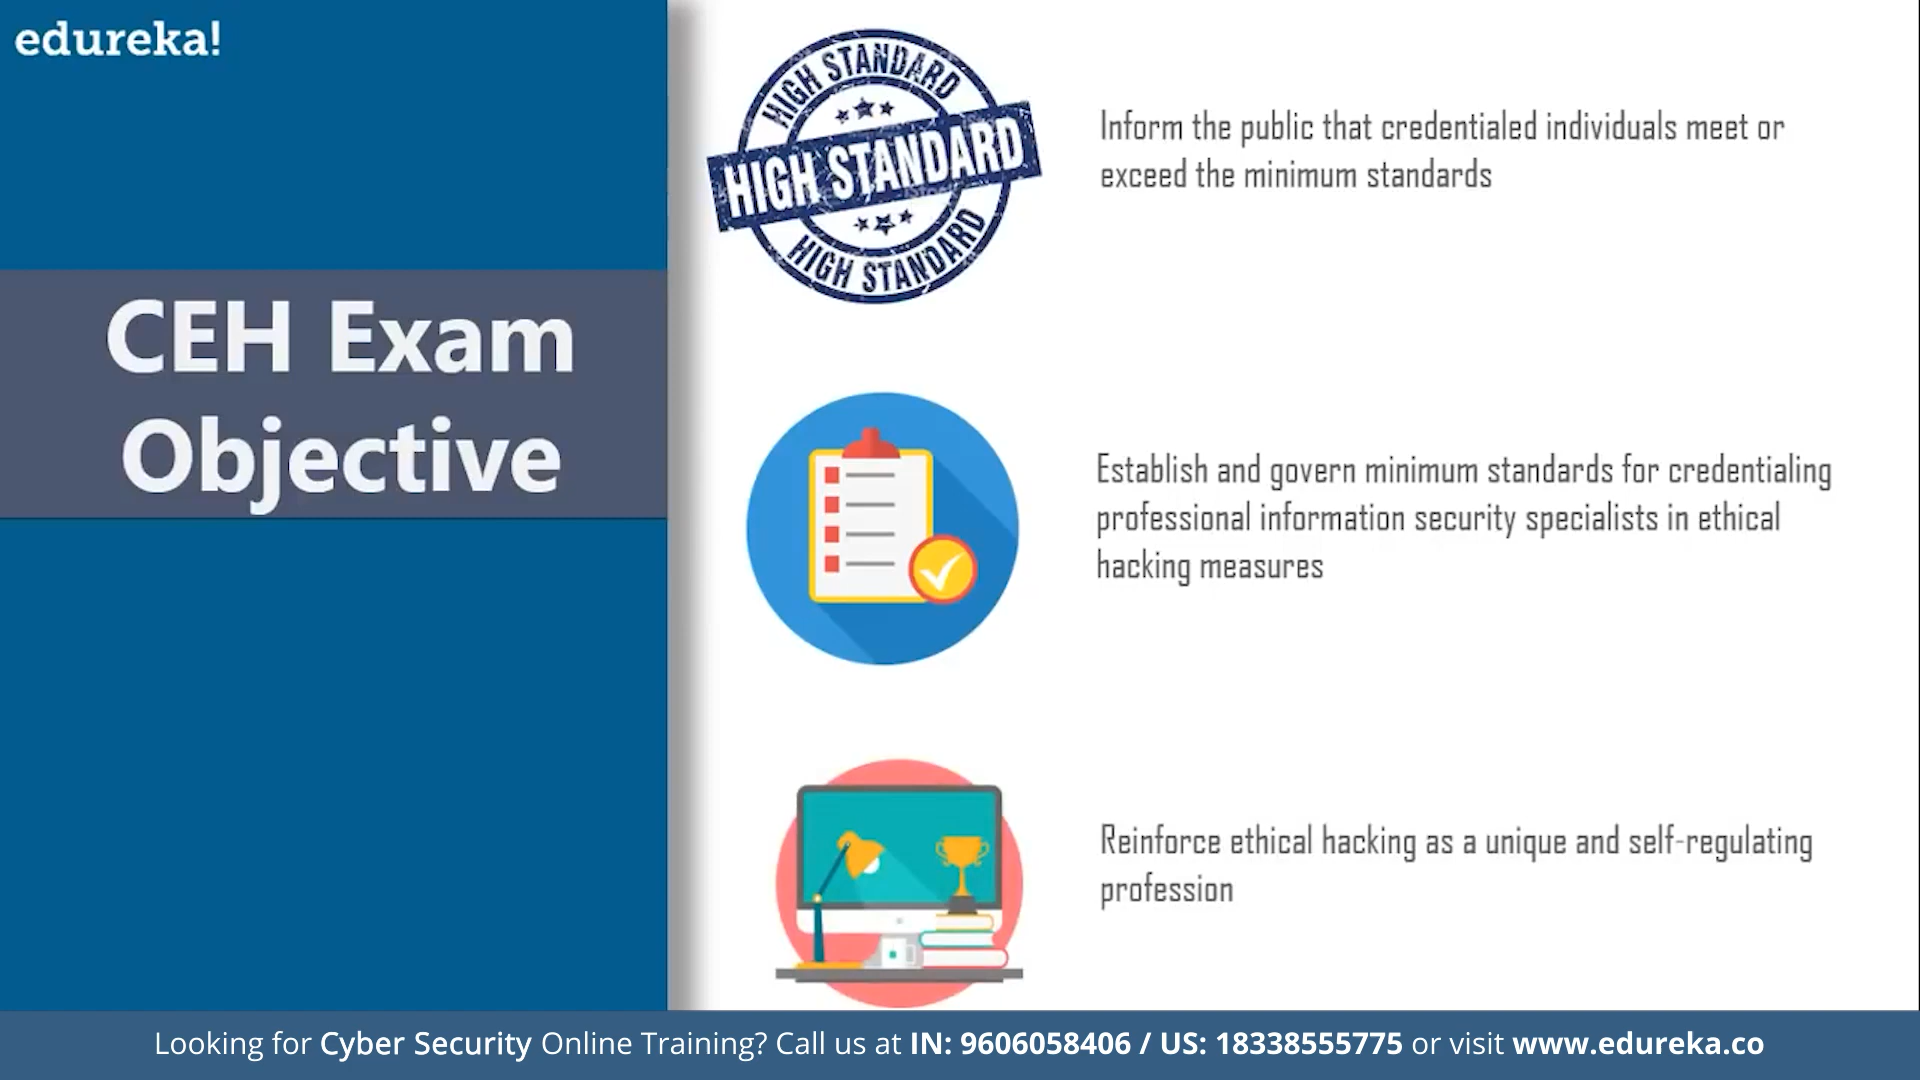 edureka!
CEH Exam
Objective
HIGH STANDARD
HIGH STANDARD
HIGH STANDARD
Inform the public that credentialed individuals meet or
exceed the minimum standards
Establish and govern minimum standards for credentialing
professional information security specialists in ethical
hacking measures
Reinforce ethical hacking as a unique and self-regulating
profession
Looking for Cyber Security Online Training? Call us at IN: 9606058406 / US: 18338555775 or visit www.edureka.co